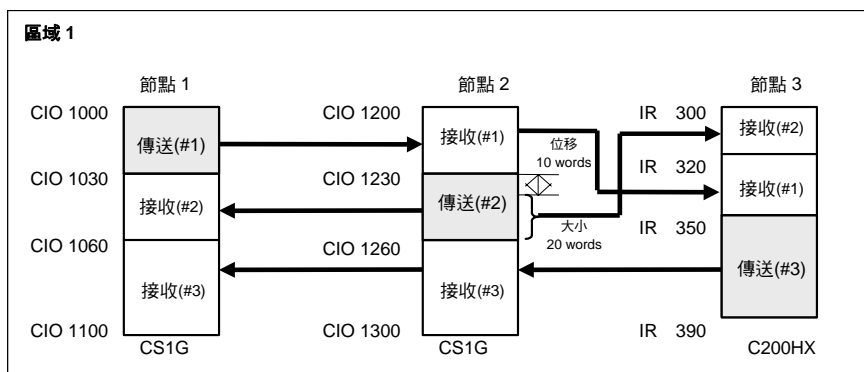 區域 1
節點 1
節點 2
節點 3
CIO 1000
傳送(#1)
CIO 1030
接收(#2)
CIO 1060
接收(#3)
CIO 1100
CS1G
CIO 1200
接收(#1)
CIO 1230
傳送(#2)
CIO 1260
接收(#3)
CIO 1300
CS1G
位移
10 words
大小
20 words
IR 300
接收(#2)
IR 320
接收(#1)
IR 350
傳送(#3)
IR 390
C200HX